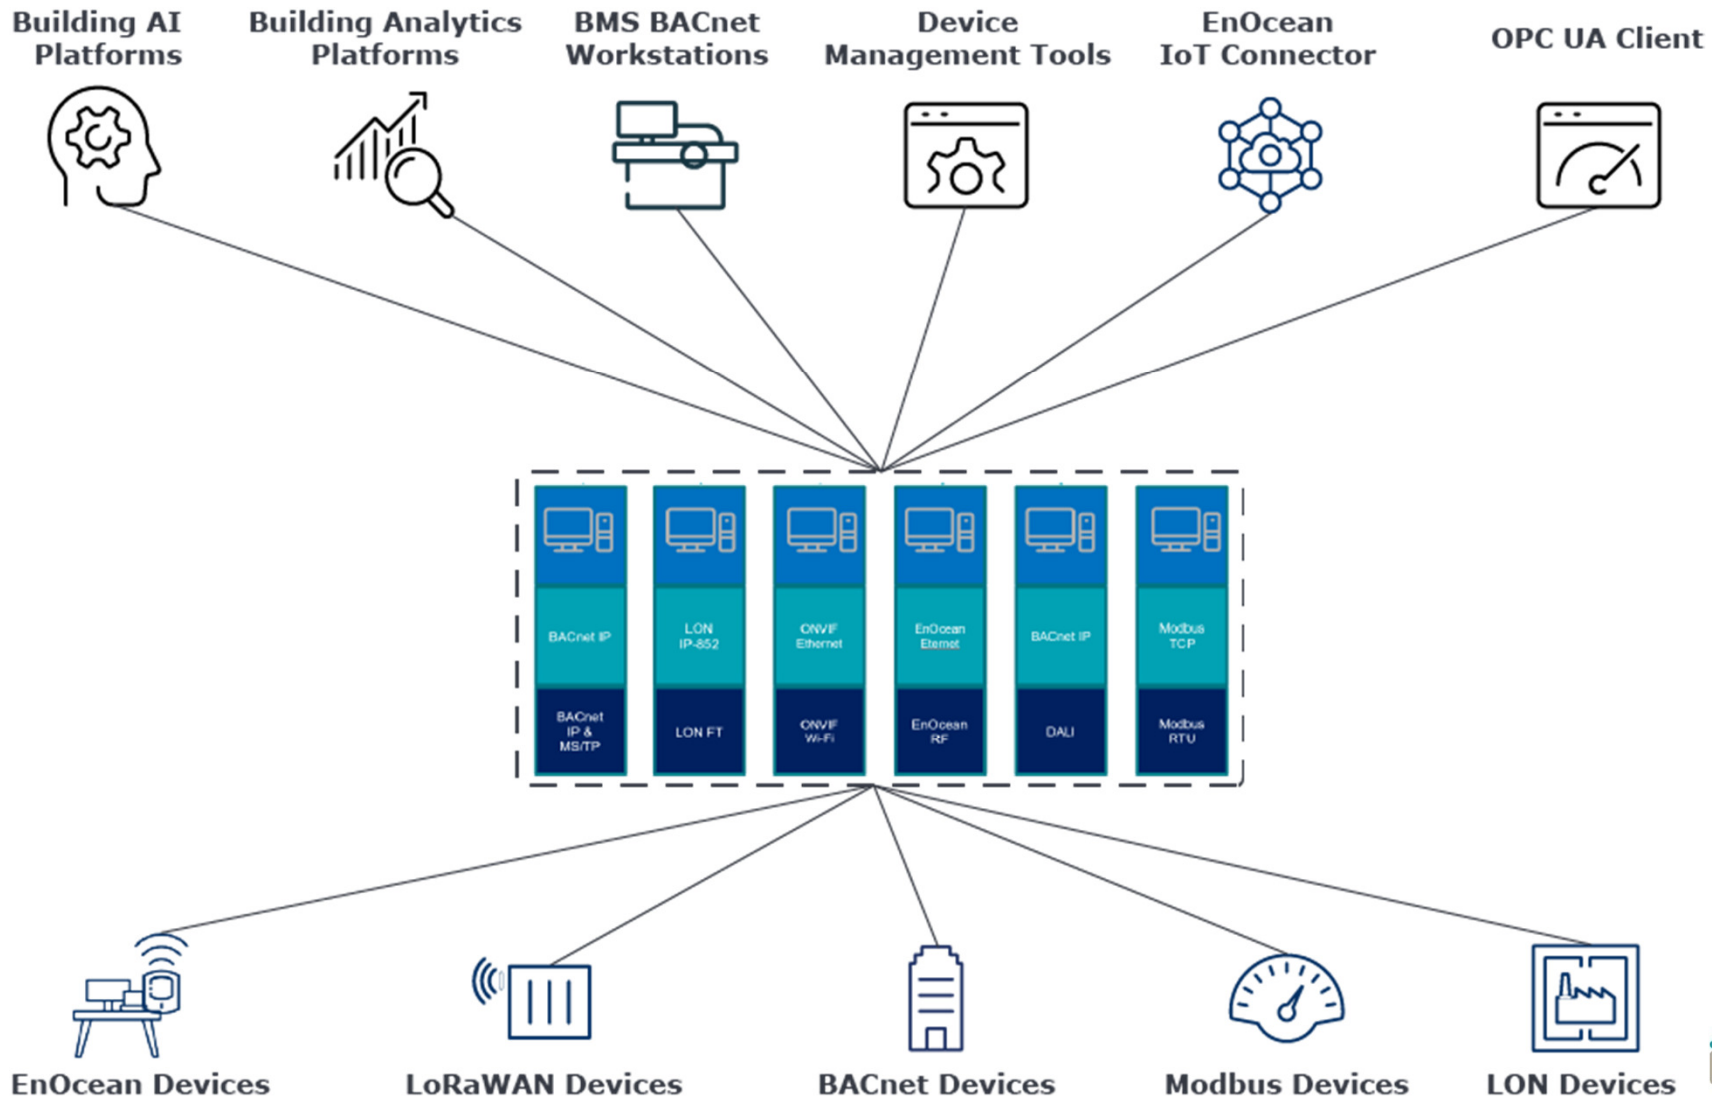 Building AI
Platforms
Building Analytics
Platforms
BMS BACnet
Workstations
Device
Management Tools
EnOcean
IoT Connector
OPC UA Client
BACnet IP
LON
IP-852
ONVIF
Ethernet
EnOcean
Eternet
BACnet IP
Modbus
TCP
BACnet
IP &
MS/TP
LON FT
ONVIF
Wi-Fi
EnOcean
RF
DALI
Modbus
RTU
EnOcean Devices
LoRaWAN Devices
BACnet Devices
Modbus Devices
LON Devices